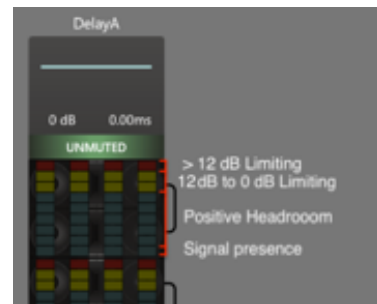 DelayA
0 dB 0.00ms
UNMUTED
> 12 dB Limiting
12dB to 0 dB Limiting
Positive Headrooom
Signal presence